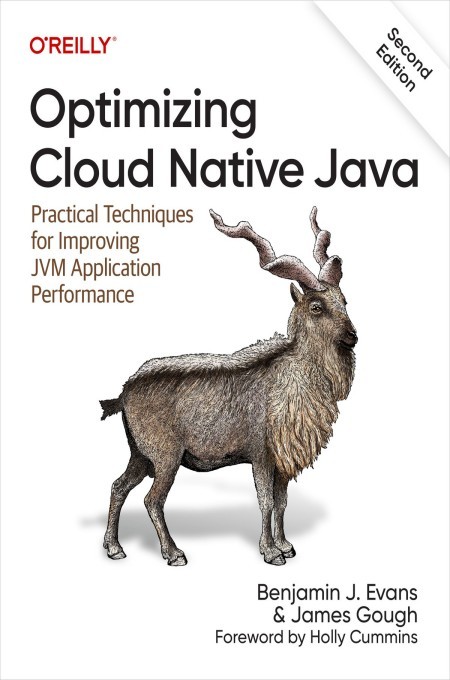 O'REILLY®
Second
Edition
Optimizing
Cloud Native Java
Practical Techniques
for Improving
JVM Application
Performance
Benjamin J. Evans
& James Gough
Foreword by Holly Cummins